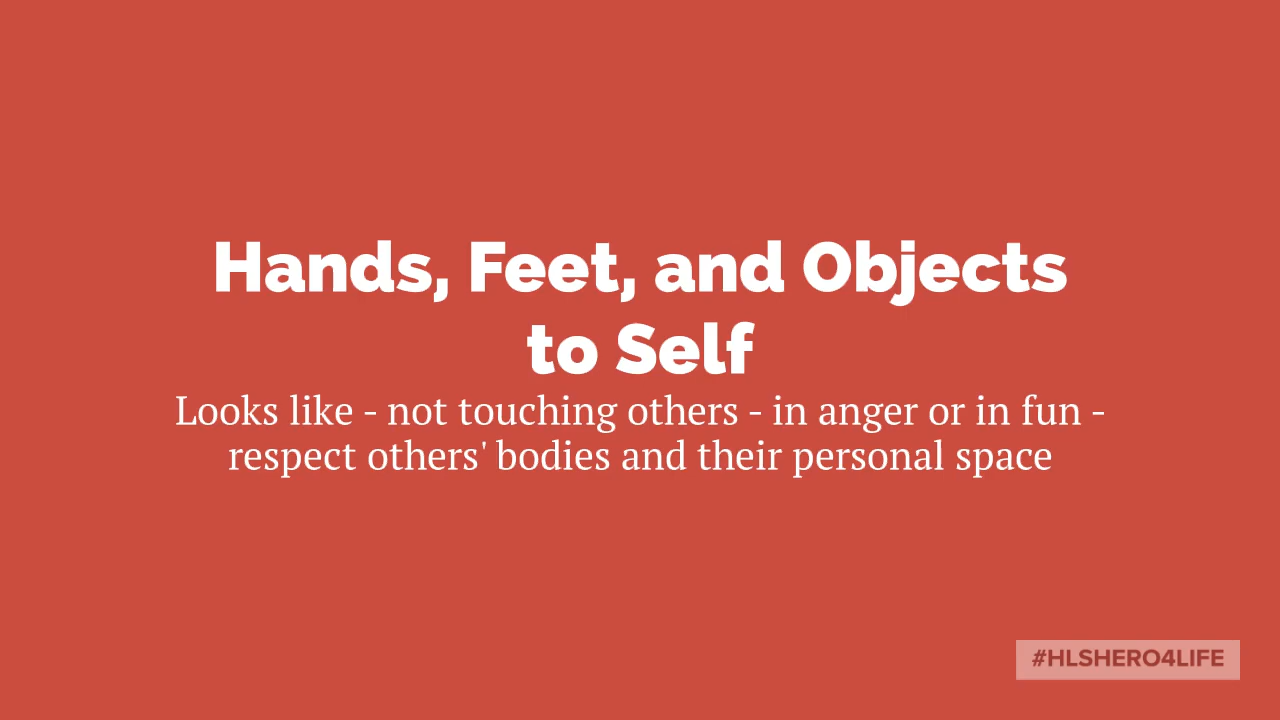 Hands, Feet, and Objects
to Self
Looks like - not touching others - in anger or in fun -
respect others' bodies and their personal space
#HLSHERO4LIFE